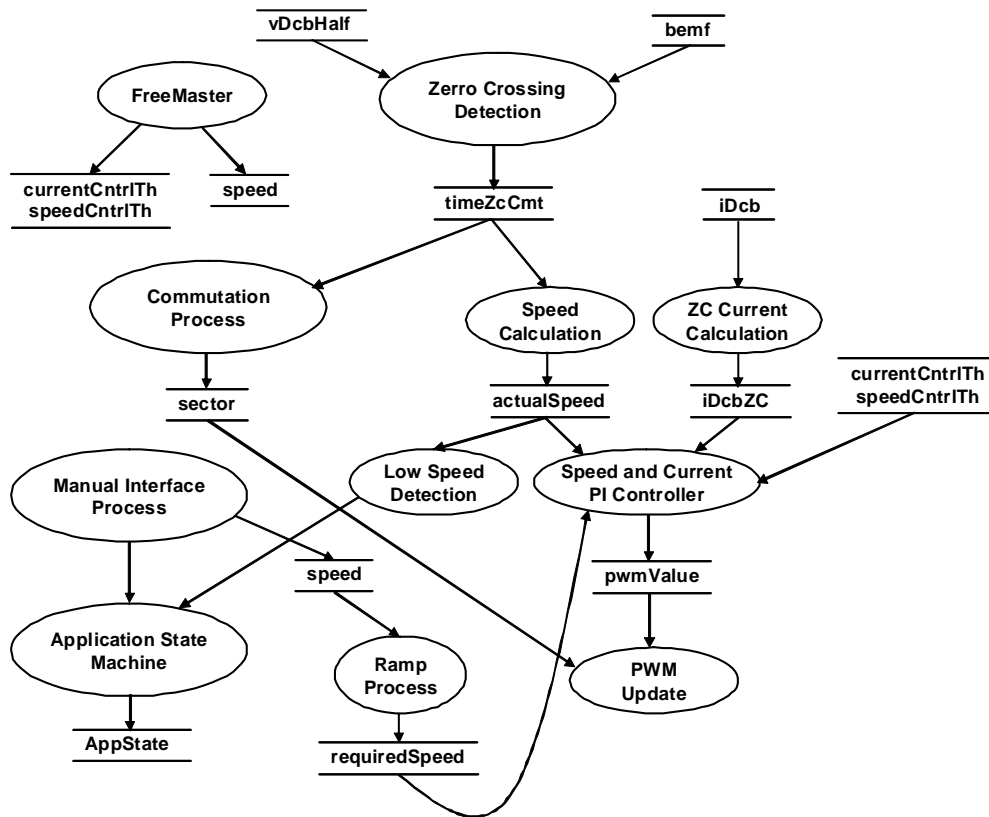 vDcbHalf
bemf
FreeMaster
Zerro Crossing
Detection
currentCntrlTh
speedCntrlTh
speed
timeZcCmt
iDcb
Commutation
Process
Speed
Calculation
ZC Current
Calculation
currentCntrlTh
speedCntrlTh
sector
actualSpeed
iDcbZC
Manual Interface
Process
Low Speed
Detection
Speed and Current
PI Controller
speed
pwmValue
Application State
Machine
Ramp
Process
PWM
Update
AppState
requiredSpeed